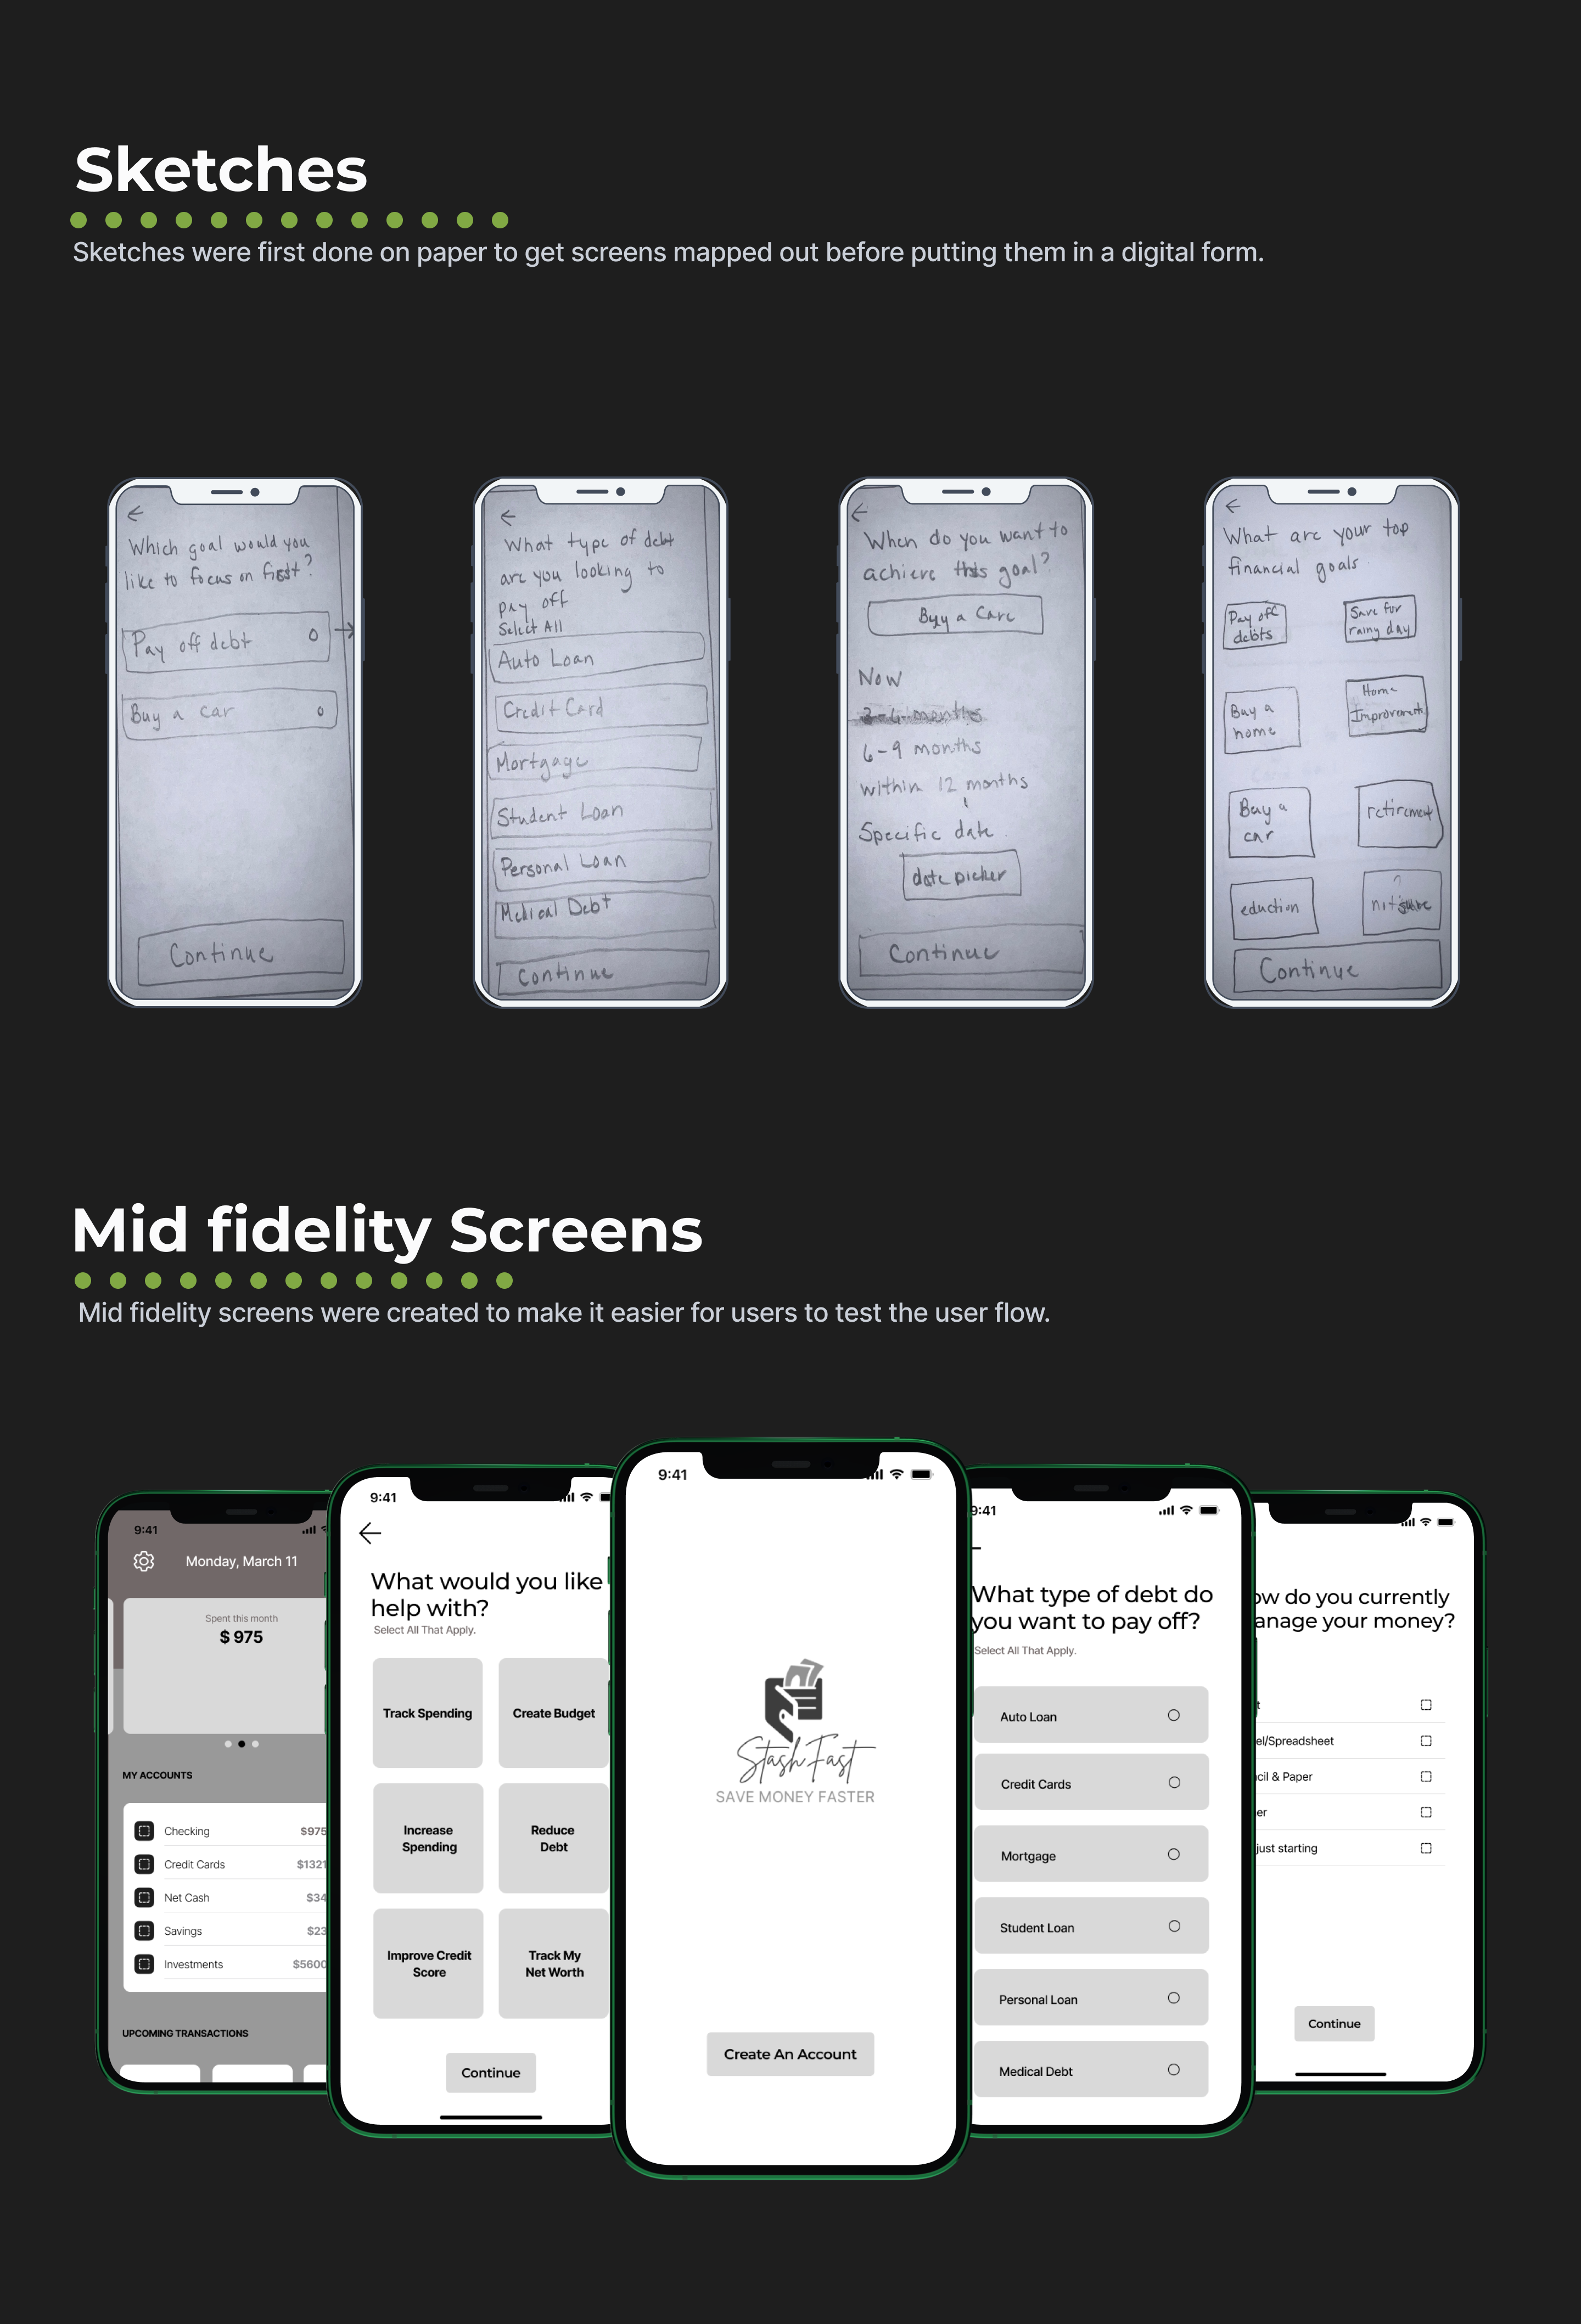 Sketches
Sketches were first done on paper to get screens mapped out before putting them in a digital form.
Which goal would you
like to focus on first?
Pay off debt
Buy a car
Continue
What type of debt
are you looking to
pay off
Select All
Auto Loan
Credit Card
Mortgage
Student Loan
Personal Loan
Medical Debt
Continue
When do you want to
achieve this goal?
Buy a Care
Now
months
6-9 months
within 12 months
Specific date.
date picker
Continue
What are your top
financial goals
Pay off
debts
Save for
rainy day
Buy a
home
Home
Improvements
Buy a
car
retirement
eduction
?
Continue
Mid fidelity Screens
Mid fidelity screens were created to make it easier for users to test the user flow.
9:41
Monday, March 11
Spent this month
$ 975
MY ACCOUNTS
Checking $975
Credit Cards $1321
Net Cash $34
Savings $23
Investments $5600
UPCOMING TRANSACTIONS
9:41
What would you like
help with?
Select All That Apply.
Track Spending
Create Budget
Increase
Spending
Reduce
Debt
Improve Credit
Score
Track My
Net Worth
Continue
9:41
StashFast
SAVE MONEY FASTER
Create An Account
9:41
What type of debt do
you want to pay off?
Select All That Apply.
Auto Loan
Credit Cards
Mortgage
Student Loan
Personal Loan
Medical Debt
ow do you currently
anage your money?
t
el/Spreadsheet
cil & Paper
er
just starting
Continue